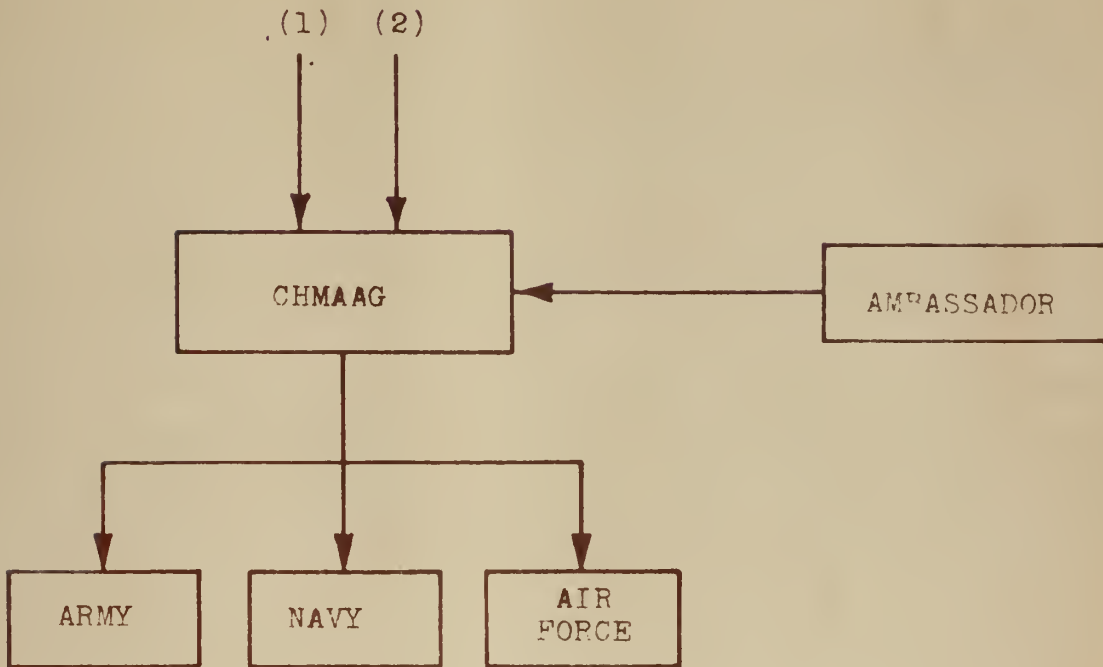 (1) (2)
CHMAAG
AMBASSADOR
ARMY
NAVY
AIR
FORCE